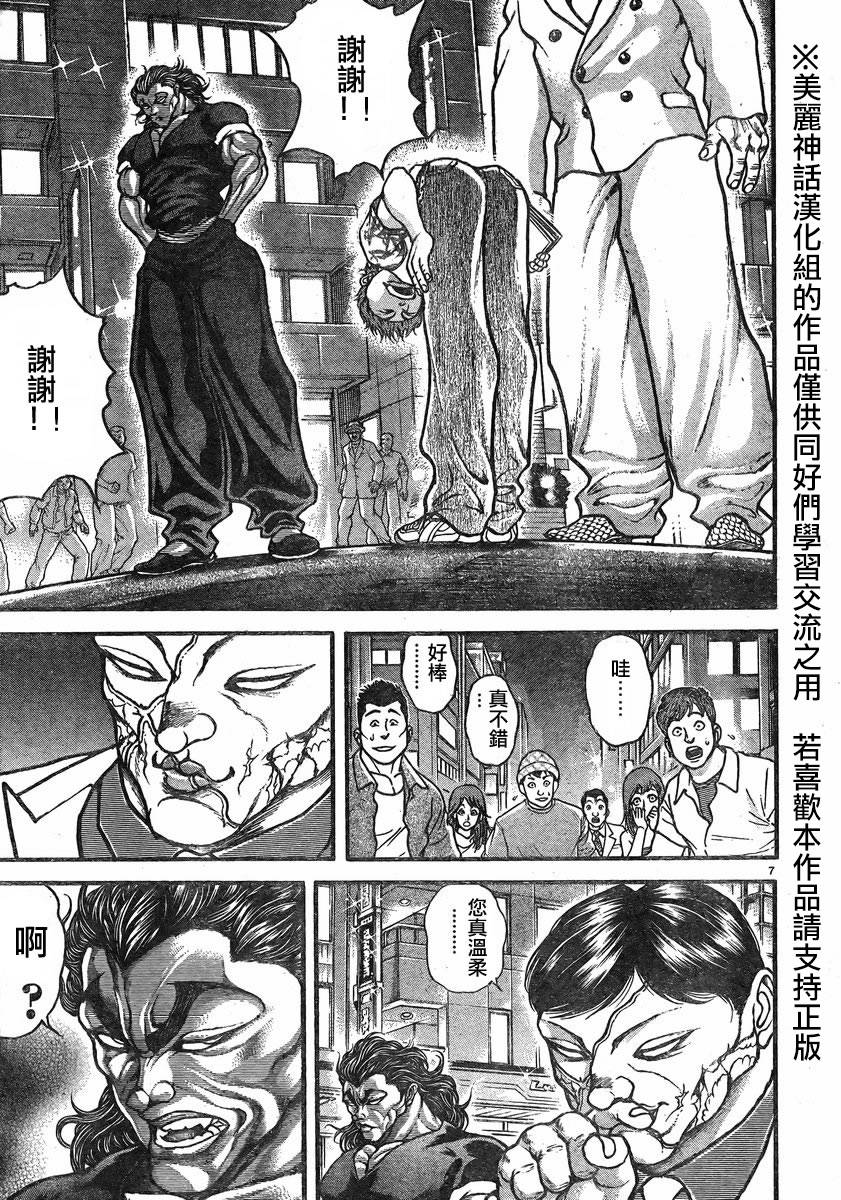 ※美麗神話漢化組的作品僅供同好們學習交流之用　若喜歡本作品請支持正版
謝謝！！
謝謝！！
哇……
真不錯…
好棒……
7
您真溫柔……
啊？